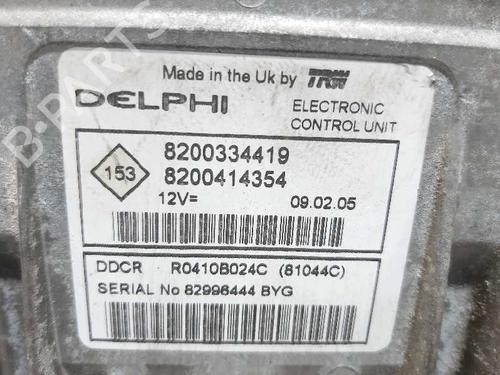 Made in the Uk by TRW
DELPHI
ELECTRONIC
CONTROL UNIT
153
8200334419
8200414354
12V=
09.02.05
DDCR R0410B024C (81044C)
SERIAL No 82996444 BYG
B-PARTS